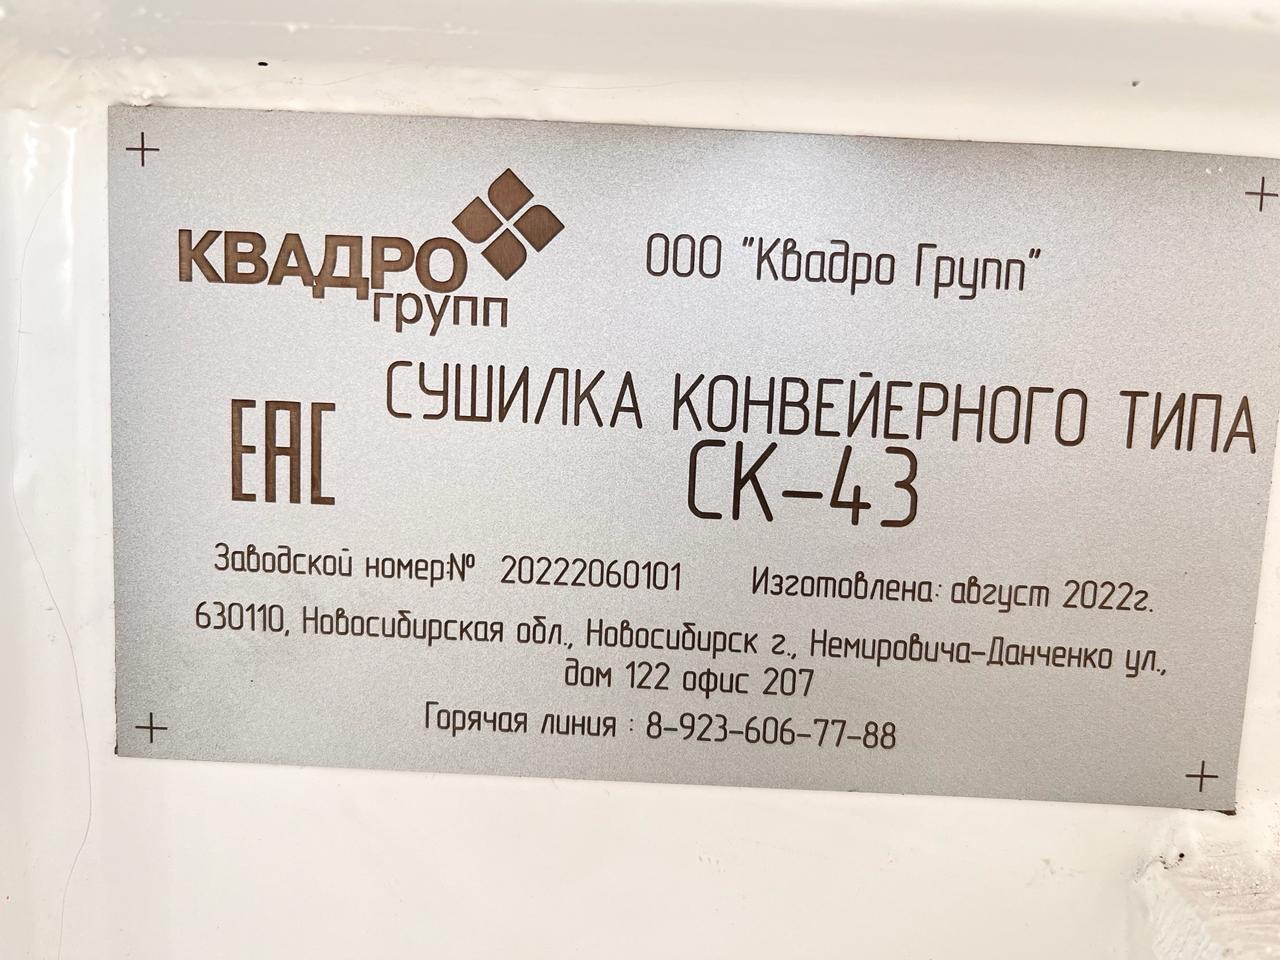 КВАДРО
групп
ООО "Квадро Групп"
СУШИЛКА КОНВЕЙЕРНОГО ТИПА
СК-43
ЕАС
Заводской номер:№ 20222060101 Изготовлена: август 2022г.
630110, Новосибирская обл., Новосибирск г., Немировича-Данченко ул.,
дом 122 офис 207
Горячая линия : 8-923-606-77-88